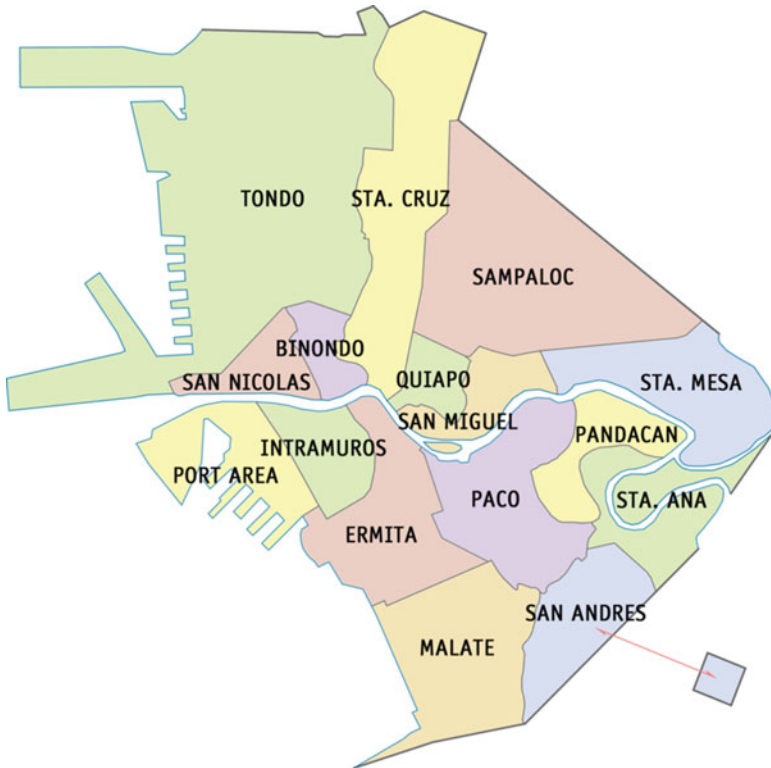 TONDO
STA. CRUZ
SAMPALOC
BINONDO
SAN NICOLAS
QUIAPO
STA. MESA
SAN MIGUEL
PANDACAN
INTRAMUROS
PORT AREA
PACO
STA. ANA
ERMITA
SAN ANDRES
MALATE